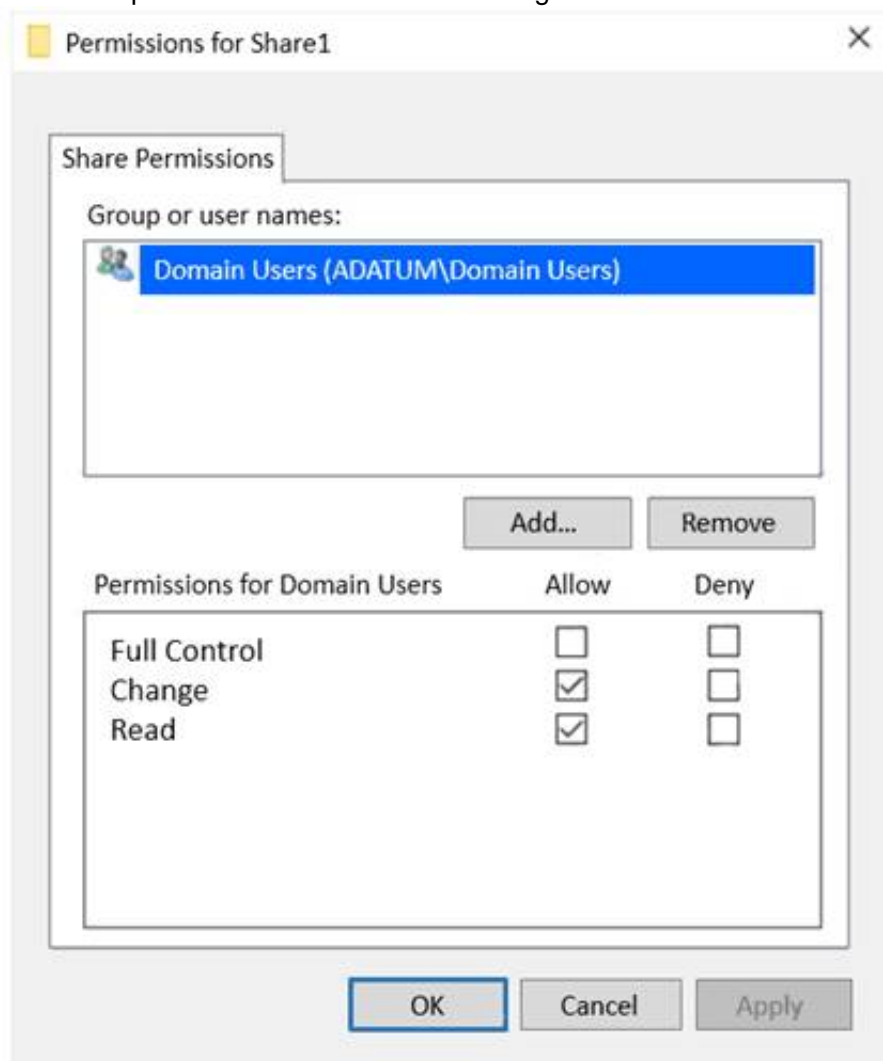 Permissions for Share1
Share Permissions
Group or user names:
Domain Users (ADATUM\Domain Users)
Add... Remove
Permissions for Domain Users Allow Deny
Full Control
Change
Read
OK Cancel Apply